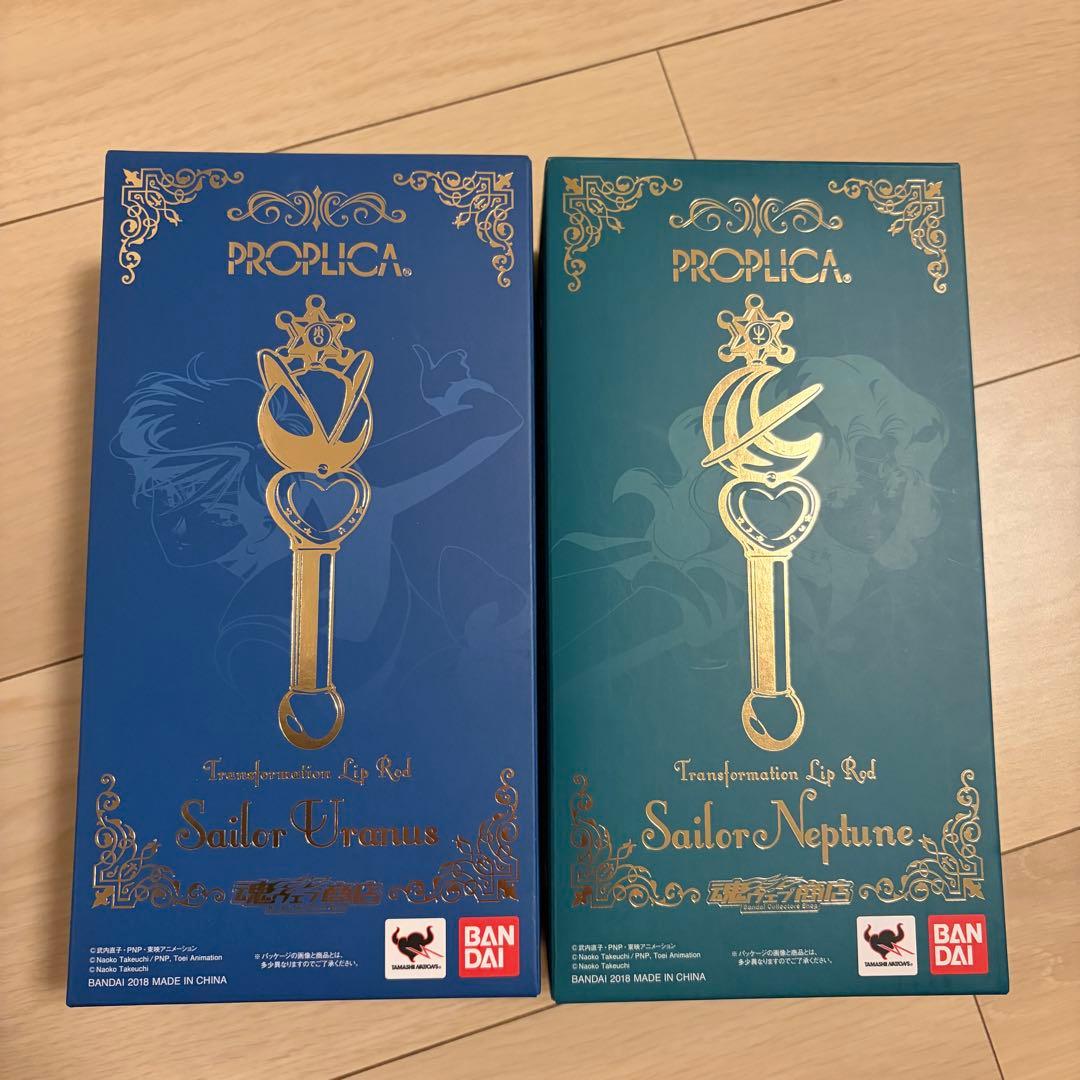 PROPLICA®
Transformation Lip Rod
Sailor Uranus
魂ウェブ商店
©武内直子・PNP・東映アニメーション
©Naoko Takeuchi/PNP, Toei Animation
©Naoko Takeuchi
BANDAI 2018 MADE IN CHINA
※パッケージの画像と商品とは、
多少異なりますのでご了承ください。
TAMASHII NATIONS®
BAN
DAI
PROPLICA®
Transformation Lip Rod
Sailor Neptune
魂ウェブ商店
Bandai Collectors Shop
©武内直子・PNP・東映アニメーション
©Naoko Takeuchi/PNP, Toei Animation
©Naoko Takeuchi
BANDAI 2018 MADE IN CHINA
※パッケージの画像と商品とは、
多少異なりますのでご了承ください。
TAMASHII NATIONS®
BAN
DAI